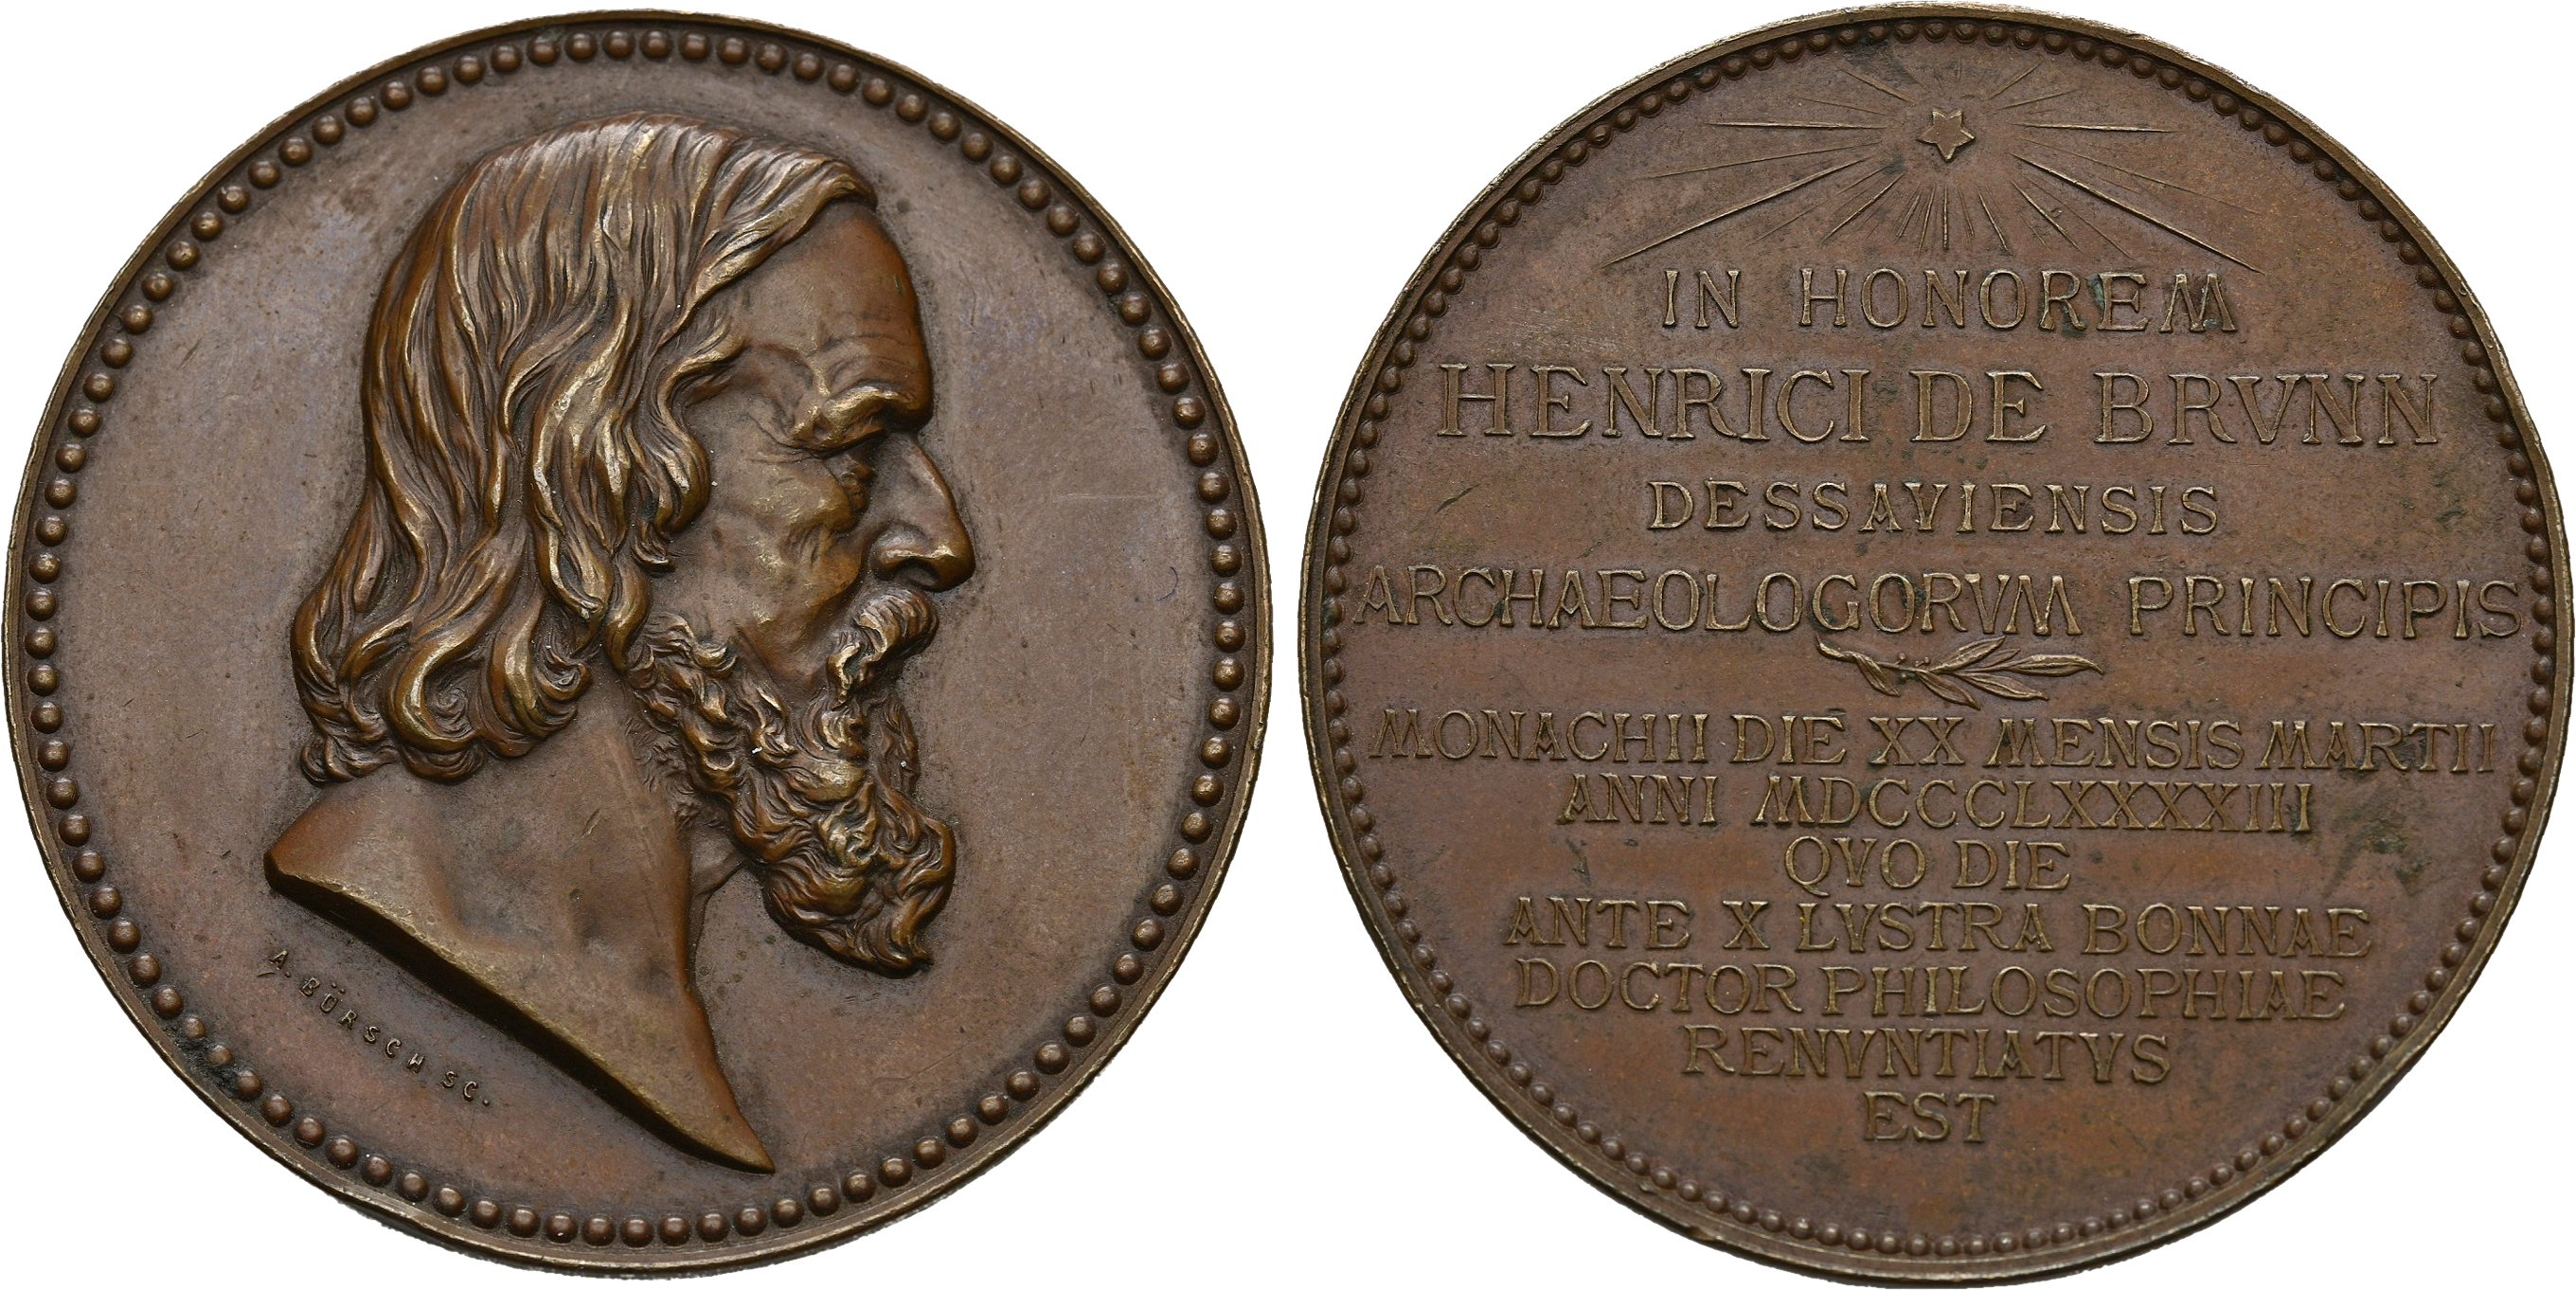 A. BÖRSCH SC.
IN HONOREM
HENRICI DE BRVNN
DESSAVIENSIS
ARCHAEOLOGORVM PRINCIPIS
MONACHII DIE XX MENSIS MARTII
ANNI MDCCCLXXXXIII
QVO DIE
ANTE X LVSTRA BONNAE
DOCTOR PHILOSOPHIAE
RENVNTIATVS
EST